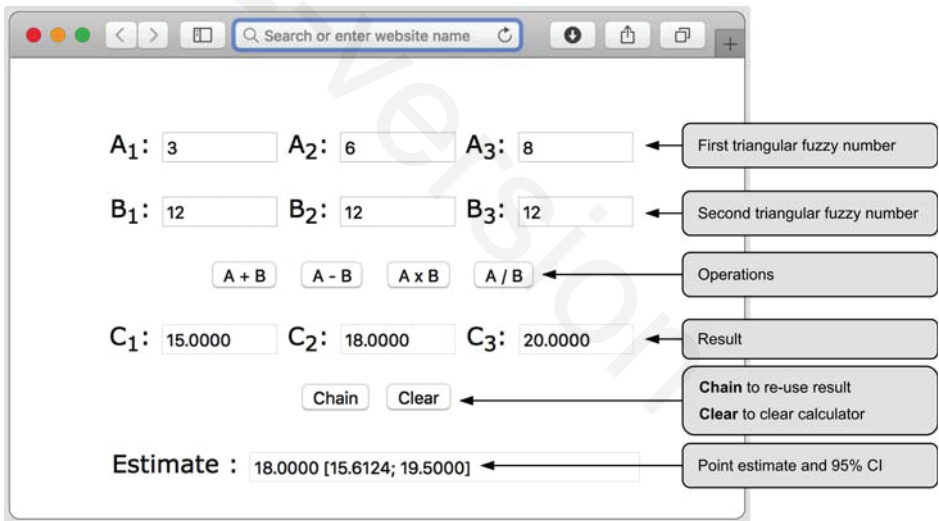 Search or enter website name
A1: 3 A2: 6 A3: 8 First triangular fuzzy number
B1: 12 B2: 12 B3: 12 Second triangular fuzzy number
A + B A - B A x B A / B Operations
C1: 15.0000 C2: 18.0000 C3: 20.0000 Result
Chain Clear
Chain to re-use result
Clear to clear calculator
Estimate : 18.0000 [15.6124; 19.5000] Point estimate and 95% CI
-version